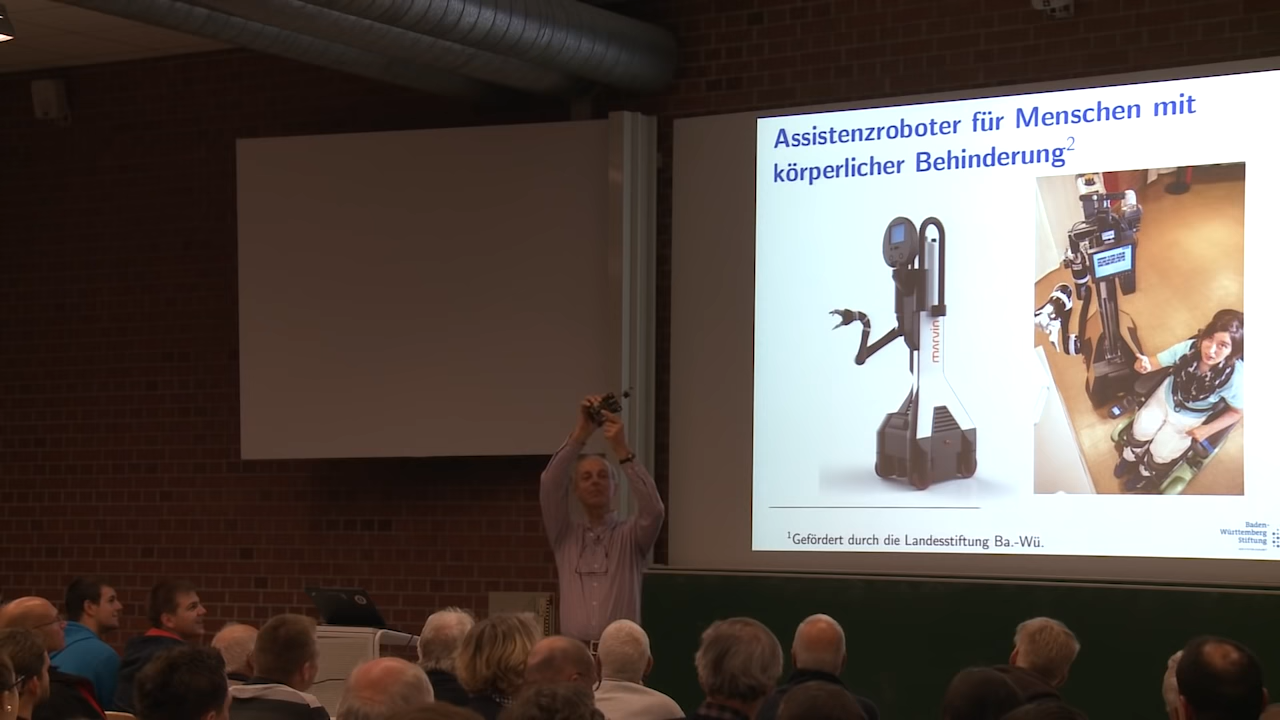 Assistenzroboter für Menschen mit
körperlicher Behinderung²
marvin
¹Gefördert durch die Landesstiftung Ba.-Wü.
Baden-
Württemberg
Stiftung